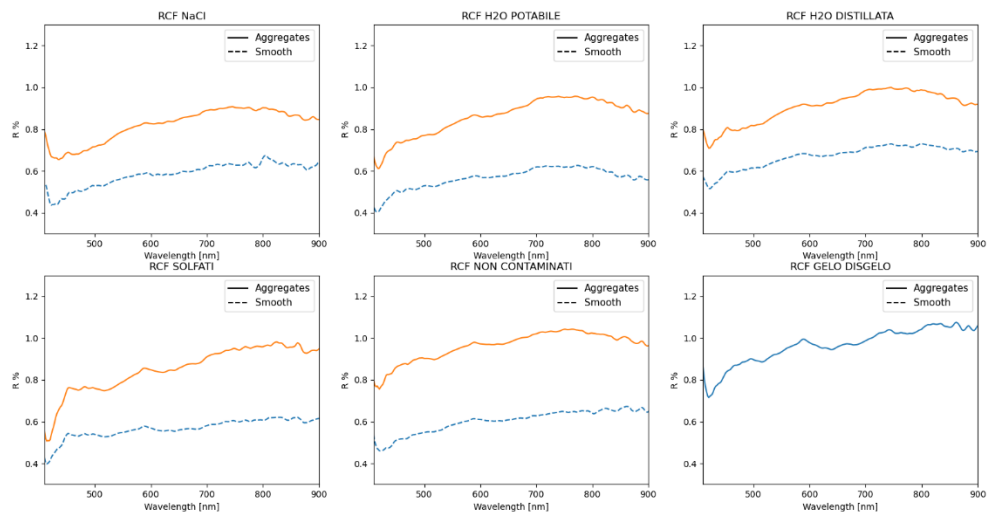 RCF NaCl
RCF H2O POTABILE
RCF H2O DISTILLATA
R %
1.2
1.0
0.8
0.6
0.4
Aggregates
Smooth
500
600
700
800
900
Wavelength [nm]
R %
1.2
1.0
0.8
0.6
0.4
Aggregates
Smooth
500
600
700
800
900
Wavelength [nm]
R %
1.2
1.0
0.8
0.6
0.4
Aggregates
Smooth
500
600
700
800
900
Wavelength [nm]
RCF SOLFATI
RCF NON CONTAMINATI
RCF GELO DISGELO
R %
1.2
1.0
0.8
0.6
0.4
Aggregates
Smooth
500
600
700
800
900
Wavelength [nm]
R %
1.2
1.0
0.8
0.6
0.4
Aggregates
Smooth
500
600
700
800
900
Wavelength [nm]
R %
1.2
1.0
0.8
0.6
0.4
Aggregates
Smooth
500
600
700
800
900
Wavelength [nm]